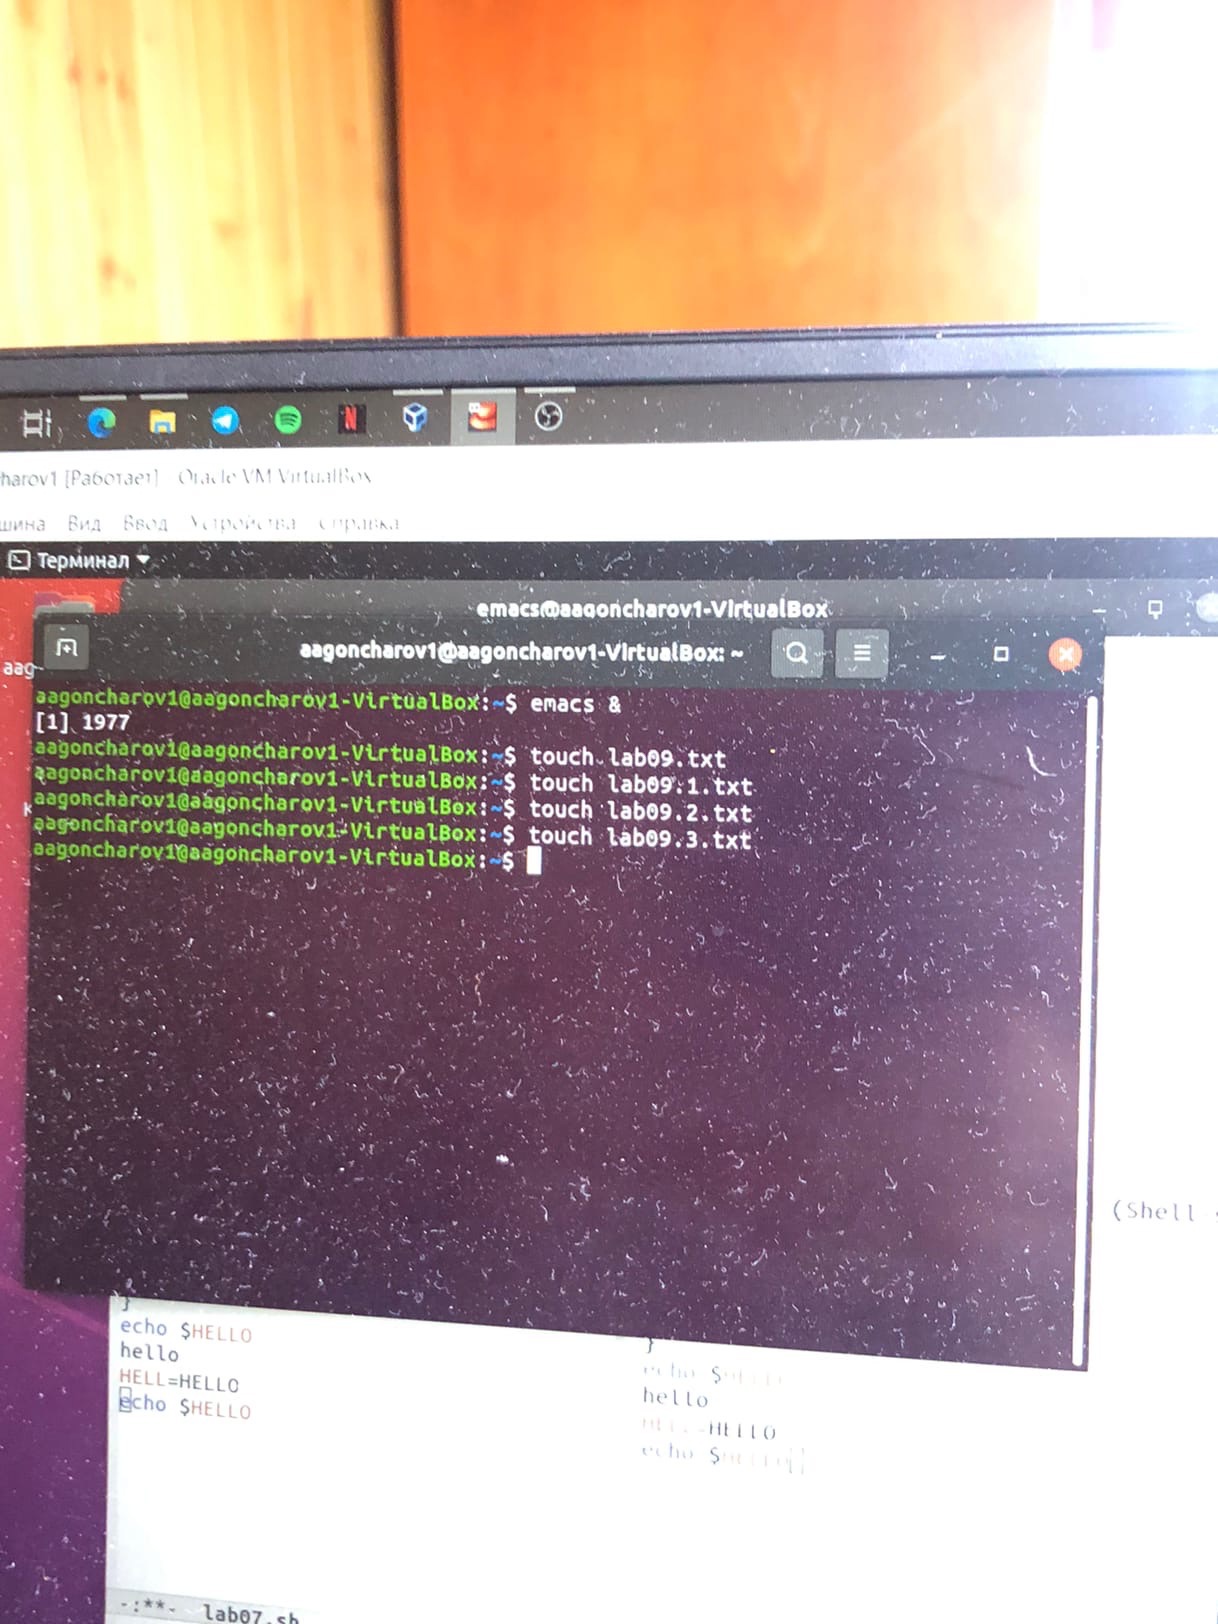 harov1 [Работает] Oracle VM VirtualBox
шина Вид Ввод Устройства Справка
Терминал
emacs@aagoncharov1-VirtualBox
aag
aagoncharov1@aagoncharov1-VirtualBox: ~
aagoncharov1@aagoncharov1-VirtualBox:~$ emacs &
[1] 1977
aagoncharov1@aagoncharov1-VirtualBox:~$ touch lab09.txt
aagoncharov1@aagoncharov1-VirtualBox:~$ touch lab09.1.txt
aagoncharov1@aagoncharov1-VirtualBox:~$ touch lab09.2.txt
aagoncharov1@aagoncharov1-VirtualBox:~$ touch lab09.3.txt
aagoncharov1@aagoncharov1-VirtualBox:~$
(Shell
}
echo $HELLO
hello
HELL=HELLO
echo $HELLO
}
echo $HELLO
hello
HELL=HELLO
echo $HELLO
-:**- lab07.sh